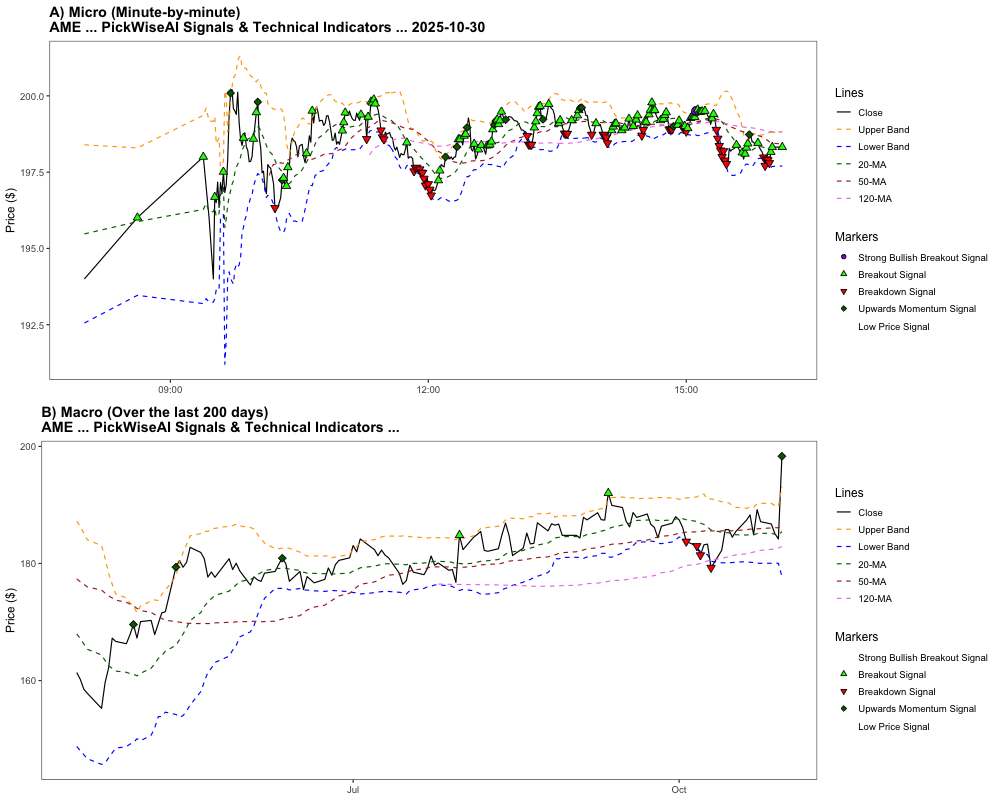 A) Micro (Minute-by-minute)
AME ... PickWiseAI Signals & Technical Indicators ... 2025-10-30
Price ($)
200.0
197.5
195.0
192.5
09:00
12:00
15:00
Lines
Close
Upper Band
Lower Band
20-MA
50-MA
120-MA
Markers
Strong Bullish Breakout Signal
Breakout Signal
Breakdown Signal
Upwards Momentum Signal
Low Price Signal
B) Macro (Over the last 200 days)
AME ... PickWiseAI Signals & Technical Indicators ...
Price ($)
200
180
160
Jul
Oct
Lines
Close
Upper Band
Lower Band
20-MA
50-MA
120-MA
Markers
Strong Bullish Breakout Signal
Breakout Signal
Breakdown Signal
Upwards Momentum Signal
Low Price Signal